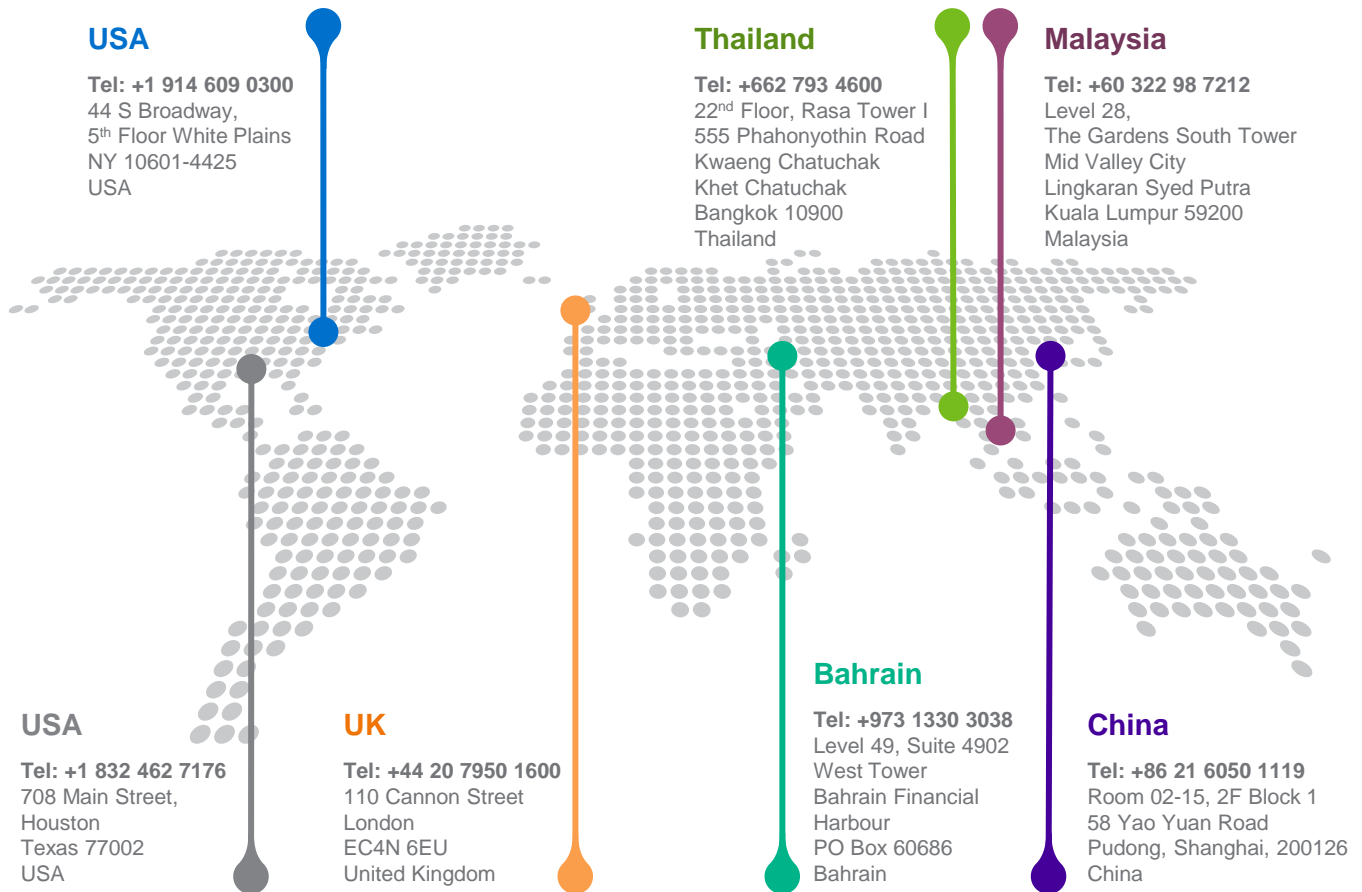 USA
Tel: +1 914 609 0300
44 S Broadway,
5th Floor White Plains
NY 10601-4425
USA
Thailand
Tel: +662 793 4600
22nd Floor, Rasa Tower I
555 Phahonyothin Road
Kwaeng Chatuchak
Khet Chatuchak
Bangkok 10900
Thailand
Malaysia
Tel: +60 322 98 7212
Level 28,
The Gardens South Tower
Mid Valley City
Lingkaran Syed Putra
Kuala Lumpur 59200
Malaysia
USA
Tel: +1 832 462 7176
708 Main Street,
Houston
Texas 77002
USA
UK
Tel: +44 20 7950 1600
110 Cannon Street
London
EC4N 6EU
United Kingdom
Bahrain
Tel: +973 1330 3038
Level 49, Suite 4902
West Tower
Bahrain Financial
Harbour
PO Box 60686
Bahrain
China
Tel: +86 21 6050 1119
Room 02-15, 2F Block 1
58 Yao Yuan Road
Pudong, Shanghai, 200126
China